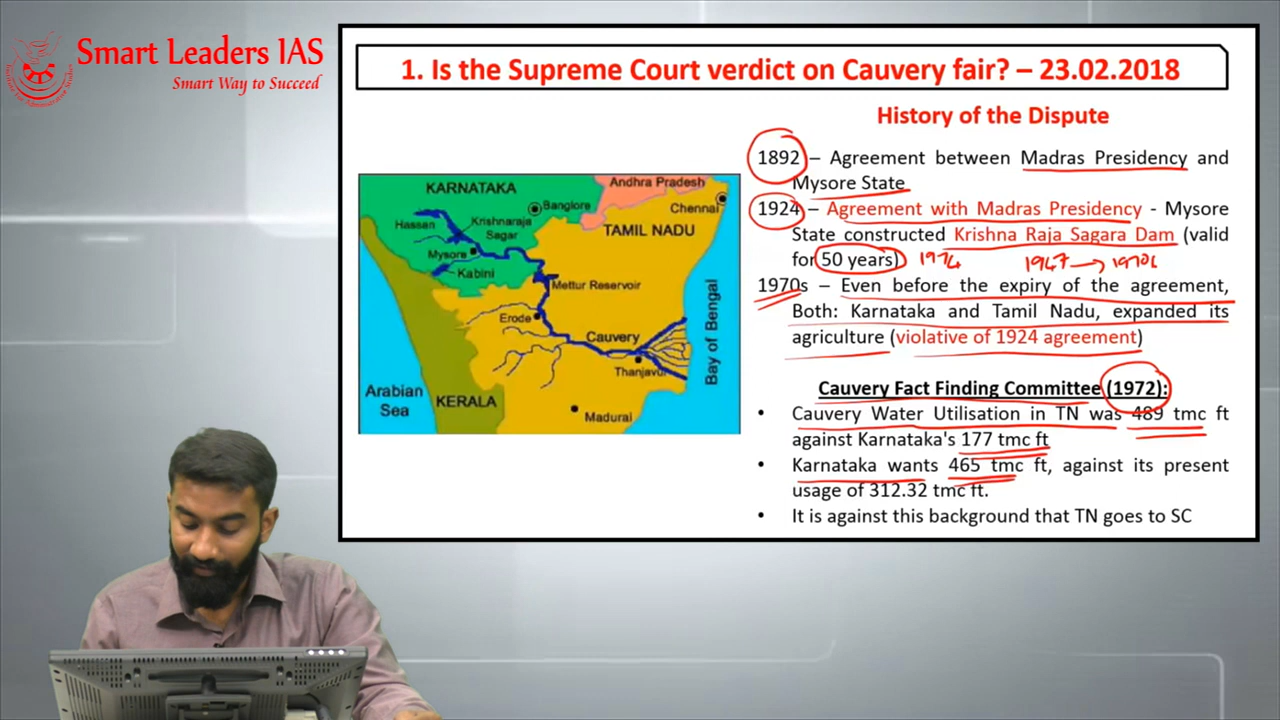 Smart Leaders IAS
Smart Way to Succeed
1. Is the Supreme Court verdict on Cauvery fair? – 23.02.2018
History of the Dispute
1892 – Agreement between Madras Presidency and
Mysore State
1924 – Agreement with Madras Presidency - Mysore
State constructed Krishna Raja Sagara Dam (valid
for 50 years) 1974 1967 → 1970s
1970s – Even before the expiry of the agreement,
Both: Karnataka and Tamil Nadu, expanded its
agriculture (violative of 1924 agreement)
Cauvery Fact Finding Committee (1972):
• Cauvery Water Utilisation in TN was 489 tmc ft
against Karnataka's 177 tmc ft
• Karnataka wants 465 tmc ft, against its present
usage of 312.32 tmc ft.
• It is against this background that TN goes to SC
KARNATAKA
Andhra Pradesh
Banglore
Chennai
Hassan
Krishnaraja
Sagar
TAMIL NADU
Mysore
Kabini
Mettur Reservoir
Erode
Cauvery
Bay of Bengal
Thanjavur
Arabian
Sea
KERALA
Madurai